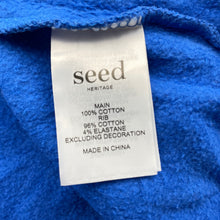 seed
HERITAGE
MAIN
100% COTTON
RIB
96% COTTON
4% ELASTANE
EXCLUDING DECORATION
MADE IN CHINA